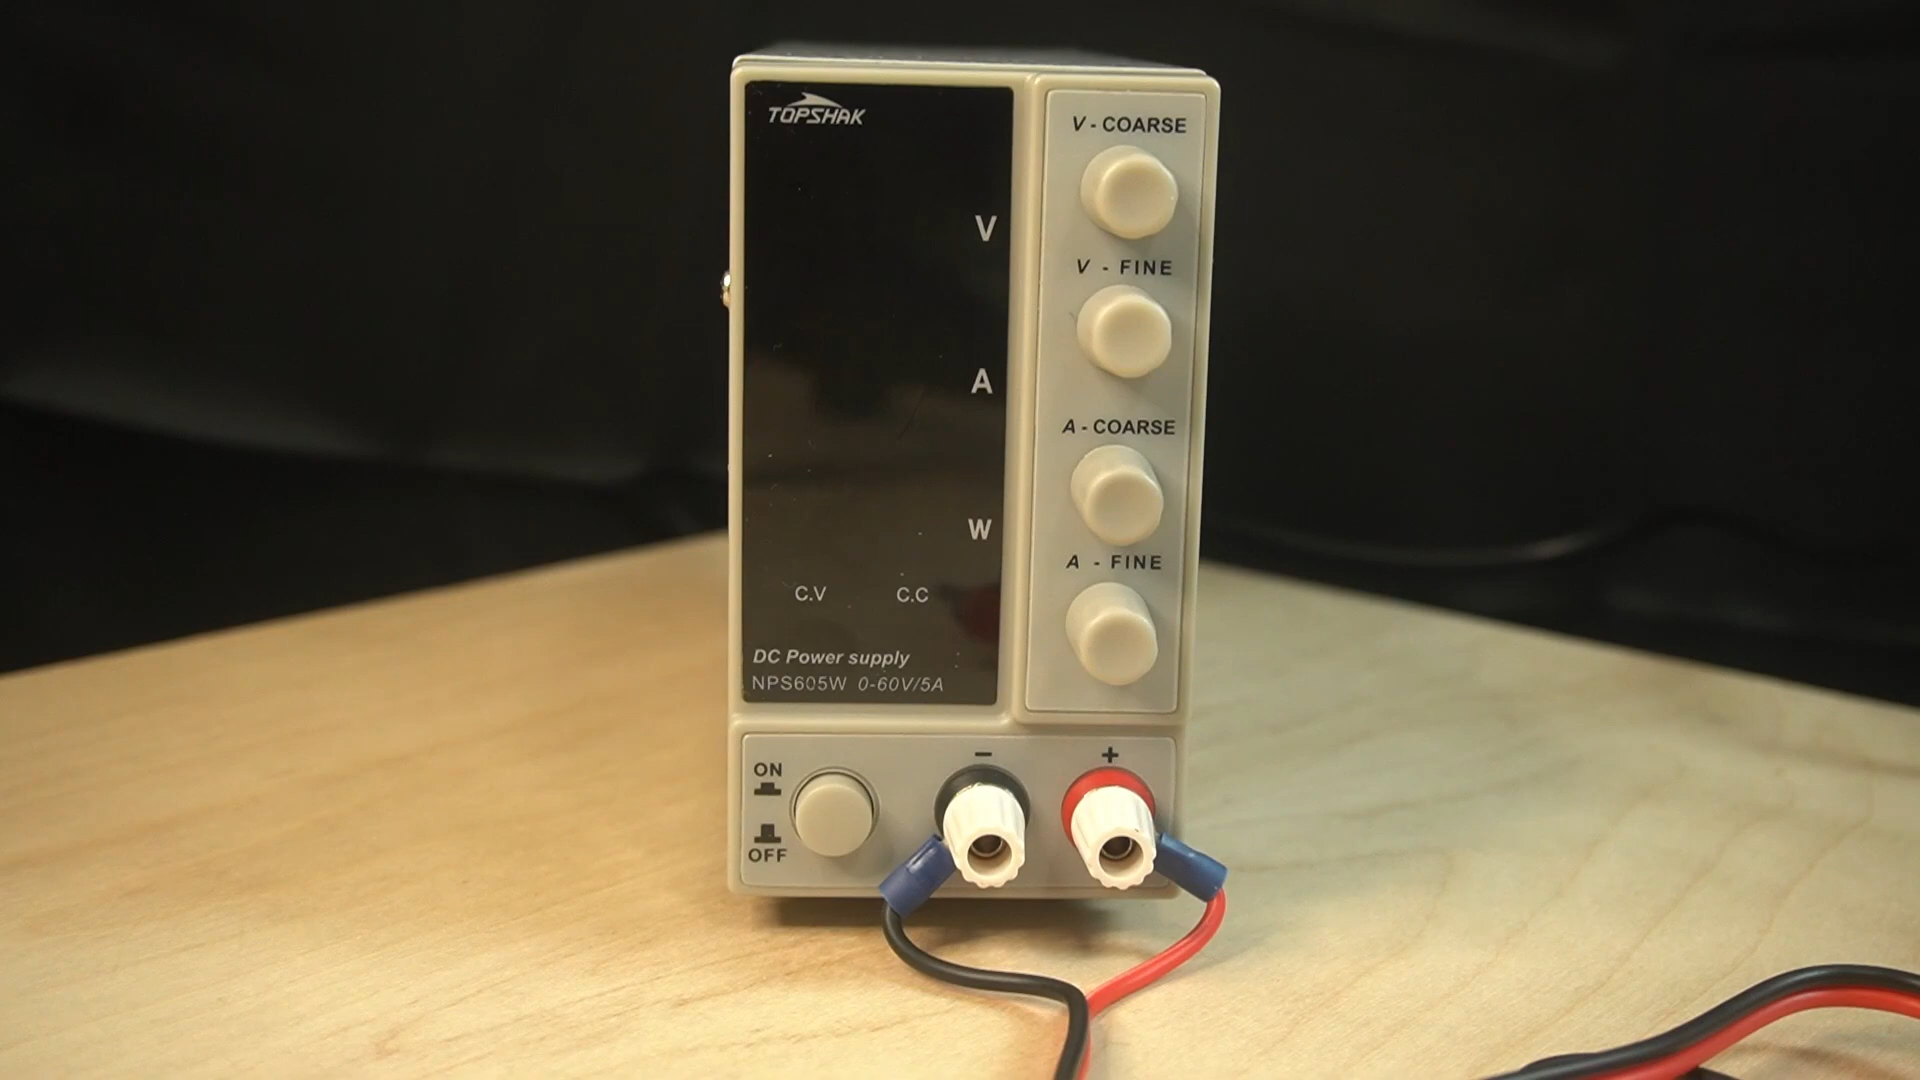 TOPSHAK
V
A
W
C.V C.C
DC Power supply
NPS605W 0-60V/5A
V - COARSE
V - FINE
A - COARSE
A - FINE
ON
OFF
- +